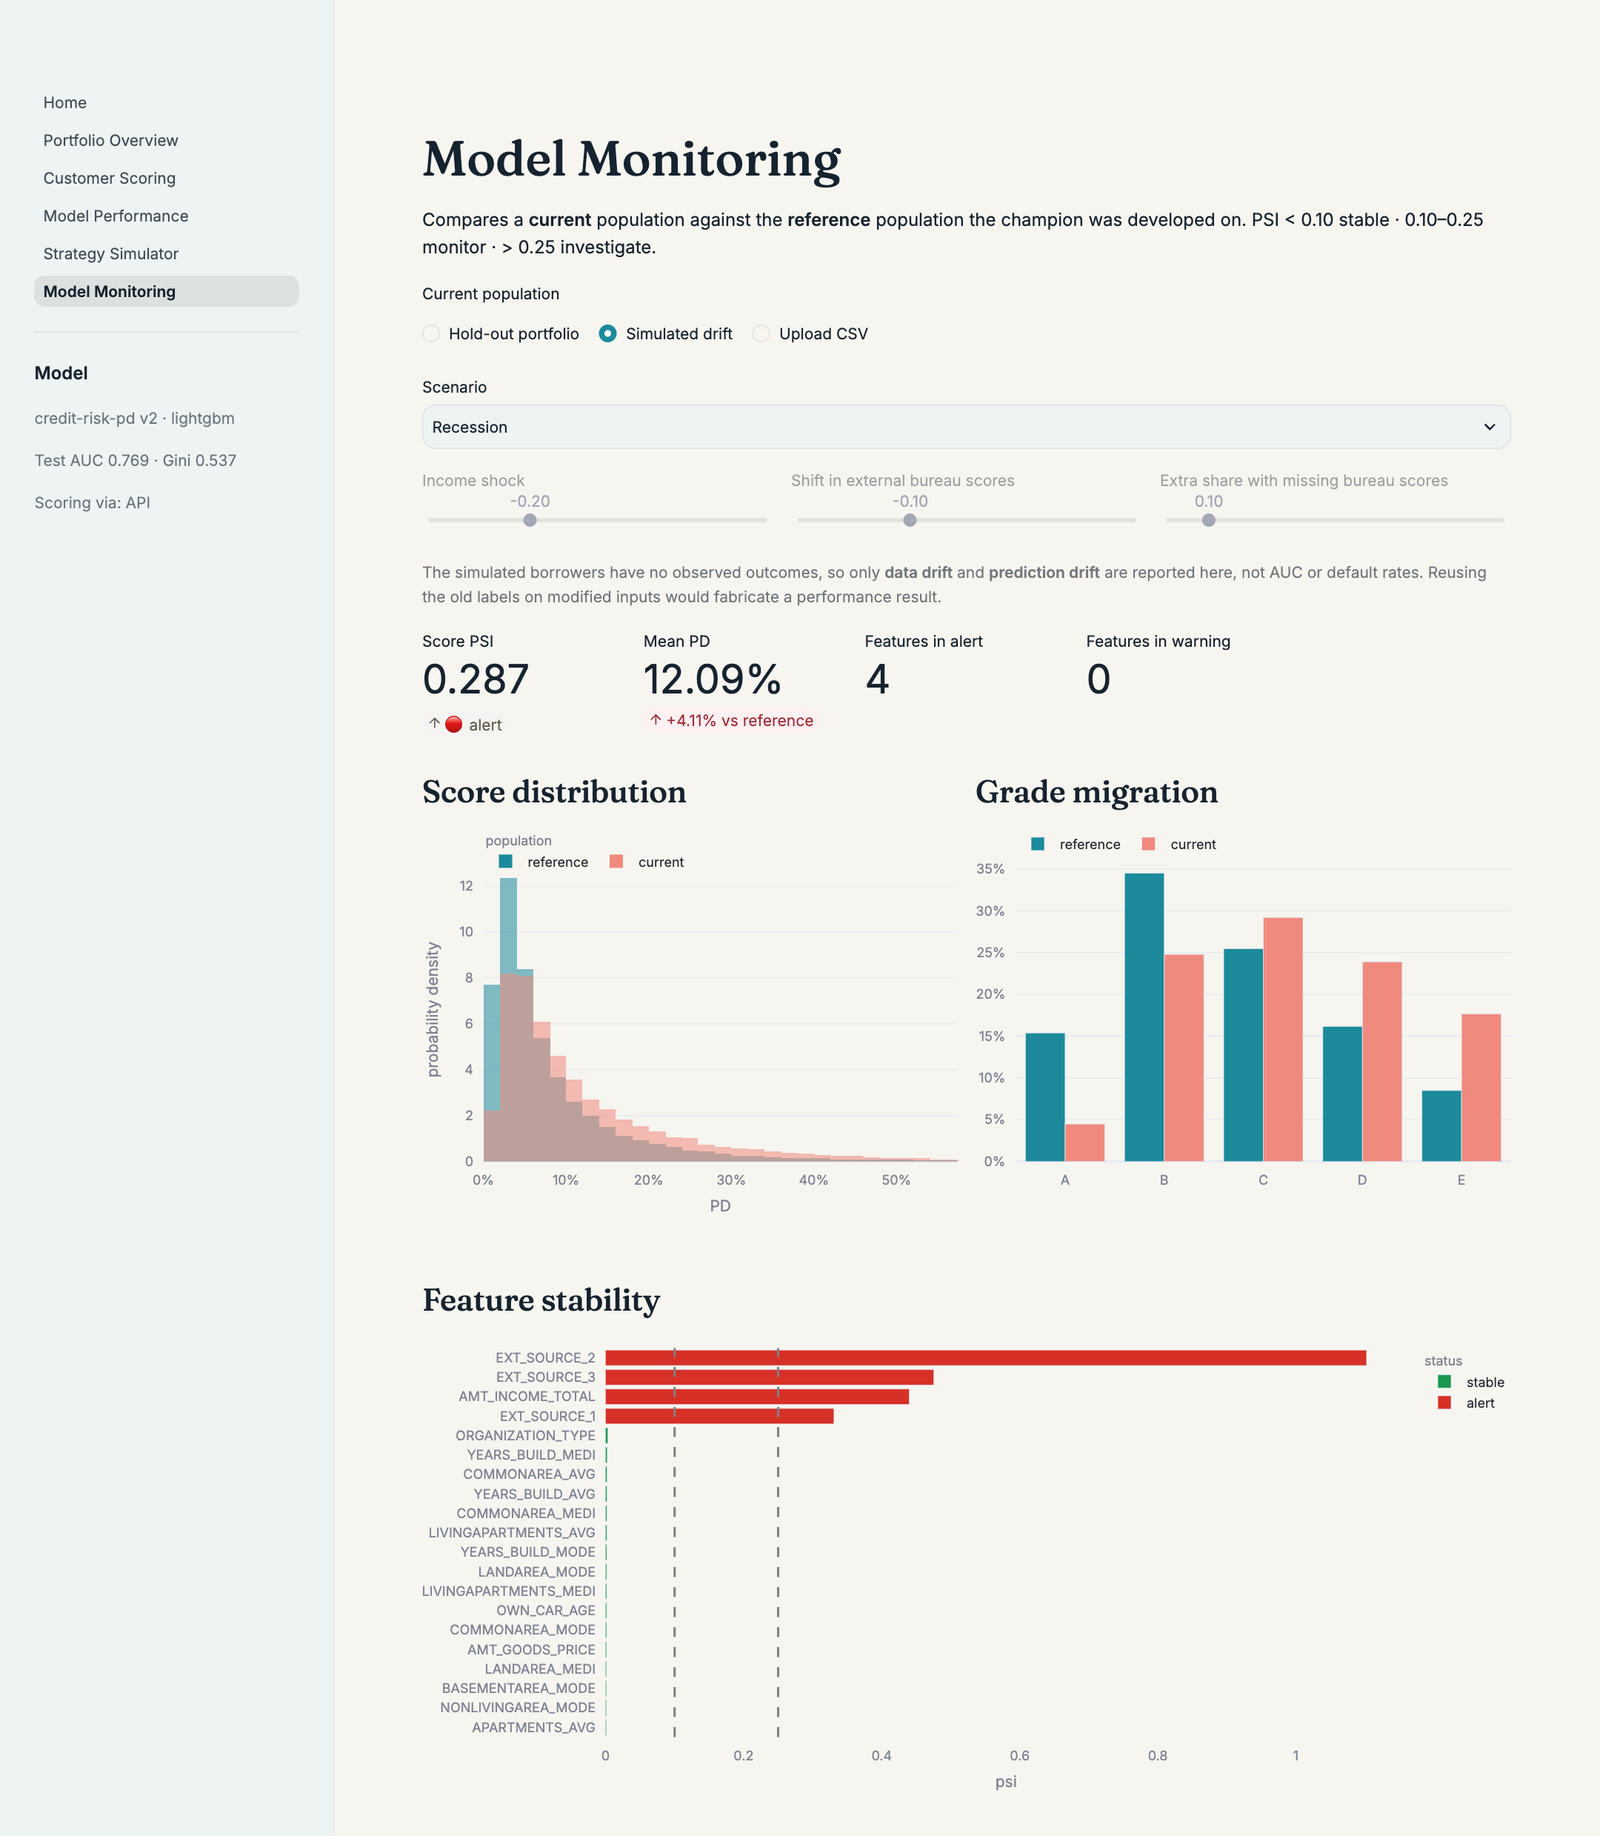 Home
Portfolio Overview
Customer Scoring
Model Performance
Strategy Simulator
Model Monitoring
Model
credit-risk-pd v2 · lightgbm
Test AUC 0.769 · Gini 0.537
Scoring via: API
Model Monitoring
Compares a current population against the reference population the champion was developed on. PSI < 0.10 stable · 0.10–0.25
monitor · > 0.25 investigate.
Current population
Hold-out portfolio Simulated drift Upload CSV
Scenario
Recession
Income shock Shift in external bureau scores Extra share with missing bureau scores
-0.20 -0.10 0.10
The simulated borrowers have no observed outcomes, so only data drift and prediction drift are reported here, not AUC or default rates. Reusing
the old labels on modified inputs would fabricate a performance result.
Score PSI Mean PD Features in alert Features in warning
0.287 12.09% 4 0
↑ alert ↑ +4.11% vs reference
Score distribution
population
reference current
12
10
8
6
4
2
0
probability density
0% 10% 20% 30% 40% 50%
PD
Grade migration
reference current
35%
30%
25%
20%
15%
10%
5%
0%
A B C D E
Feature stability
EXT_SOURCE_2
EXT_SOURCE_3
AMT_INCOME_TOTAL
EXT_SOURCE_1
ORGANIZATION_TYPE
YEARS_BUILD_MEDI
COMMONAREA_AVG
YEARS_BUILD_AVG
COMMONAREA_MEDI
LIVINGAPARTMENTS_AVG
YEARS_BUILD_MODE
LANDAREA_MODE
LIVINGAPARTMENTS_MEDI
OWN_CAR_AGE
COMMONAREA_MODE
AMT_GOODS_PRICE
LANDAREA_MEDI
BASEMENTAREA_MODE
NONLIVINGAREA_MODE
APARTMENTS_AVG
0 0.2 0.4 0.6 0.8 1
psi
status
stable
alert